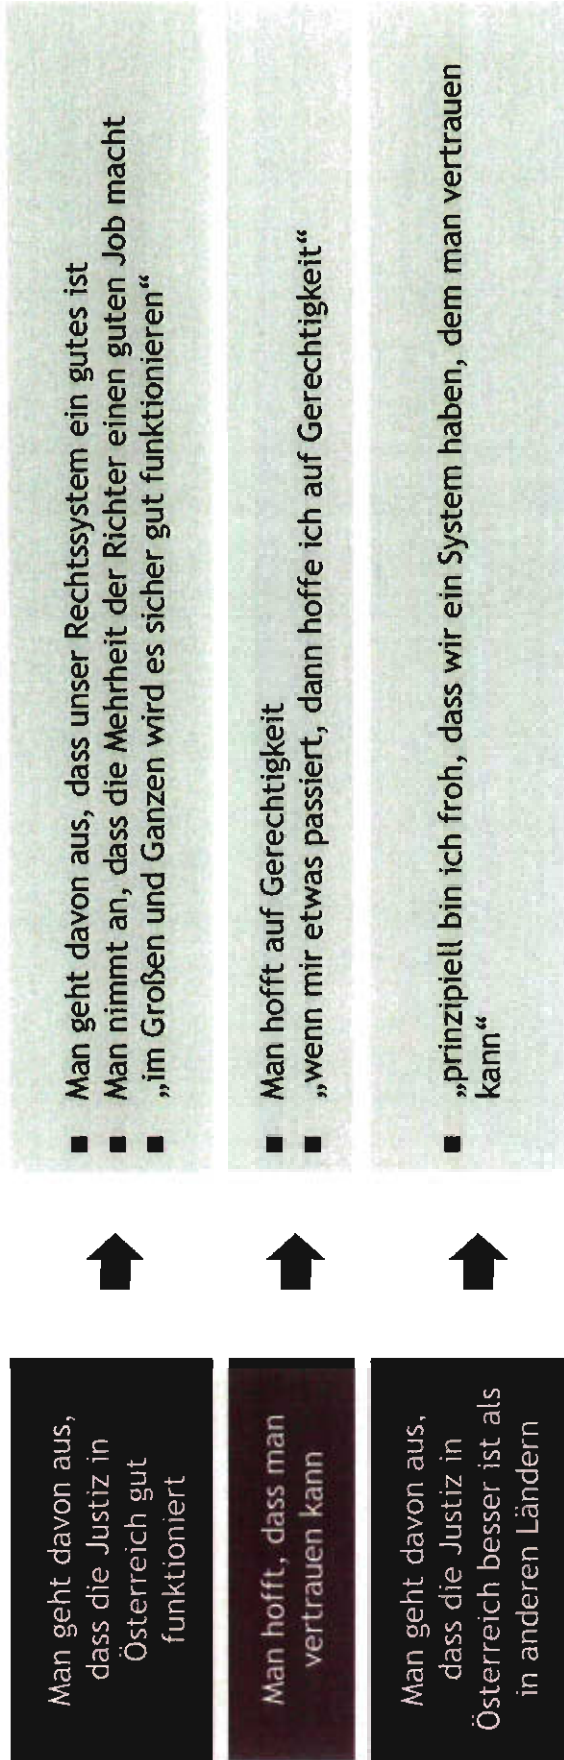 Man geht davon aus,
dass die Justiz in
Österreich gut
funktioniert
■ Man geht davon aus, dass unser Rechtssystem ein gutes ist
■ Man nimmt an, dass die Mehrheit der Richter einen guten Job macht
■ „im Großen und Ganzen wird es sicher gut funktionieren“
Man hofft, dass man
vertrauen kann
■ Man hofft auf Gerechtigkeit
■ „wenn mir etwas passiert, dann hoffe ich auf Gerechtigkeit“
Man geht davon aus,
dass die Justiz in
Österreich besser ist als
in anderen Ländern
■ „prinzipiell bin ich froh, dass wir ein System haben, dem man vertrauen
kann“